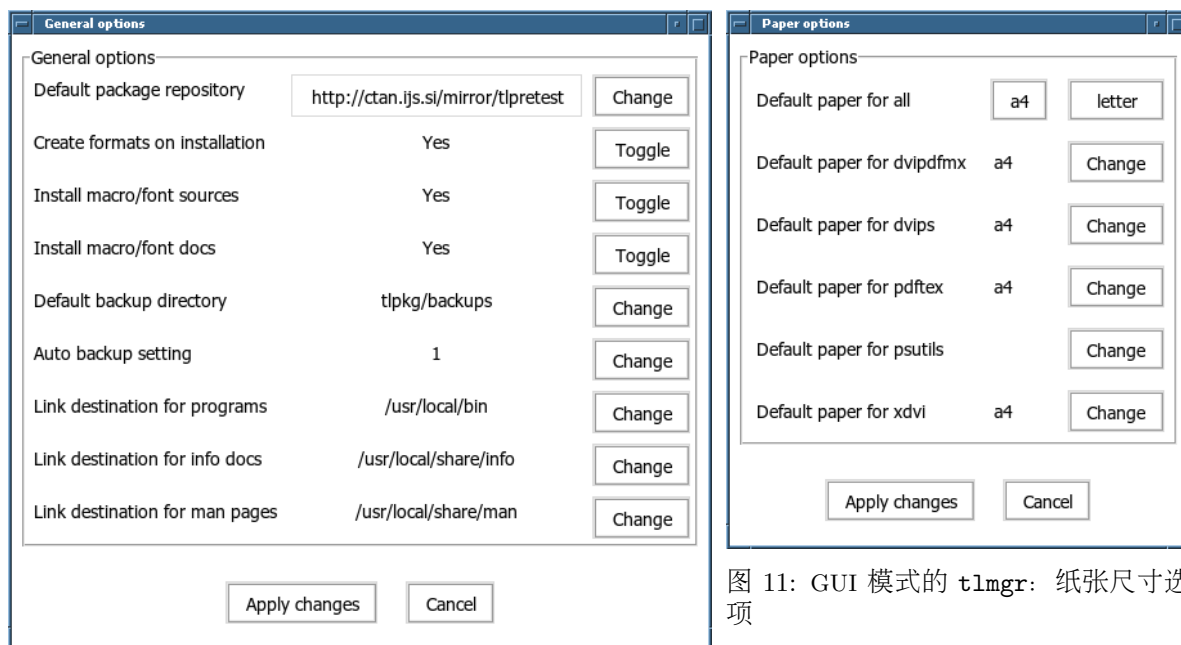 General options
General options
Default package repository http://ctan.ijs.si/mirror/tlpretest Change
Create formats on installation Yes Toggle
Install macro/font sources Yes Toggle
Install macro/font docs Yes Toggle
Default backup directory tlpkg/backups Change
Auto backup setting 1 Change
Link destination for programs /usr/local/bin Change
Link destination for info docs /usr/local/share/info Change
Link destination for man pages /usr/local/share/man Change
Apply changes Cancel
Paper options
Paper options
Default paper for all a4 letter
Default paper for dvipdfmx a4 Change
Default paper for dvips a4 Change
Default paper for pdftex a4 Change
Default paper for psutils Change
Default paper for xdvi a4 Change
Apply changes Cancel
图 11: GUI 模式的 tlmgr: 纸张尺寸选
项